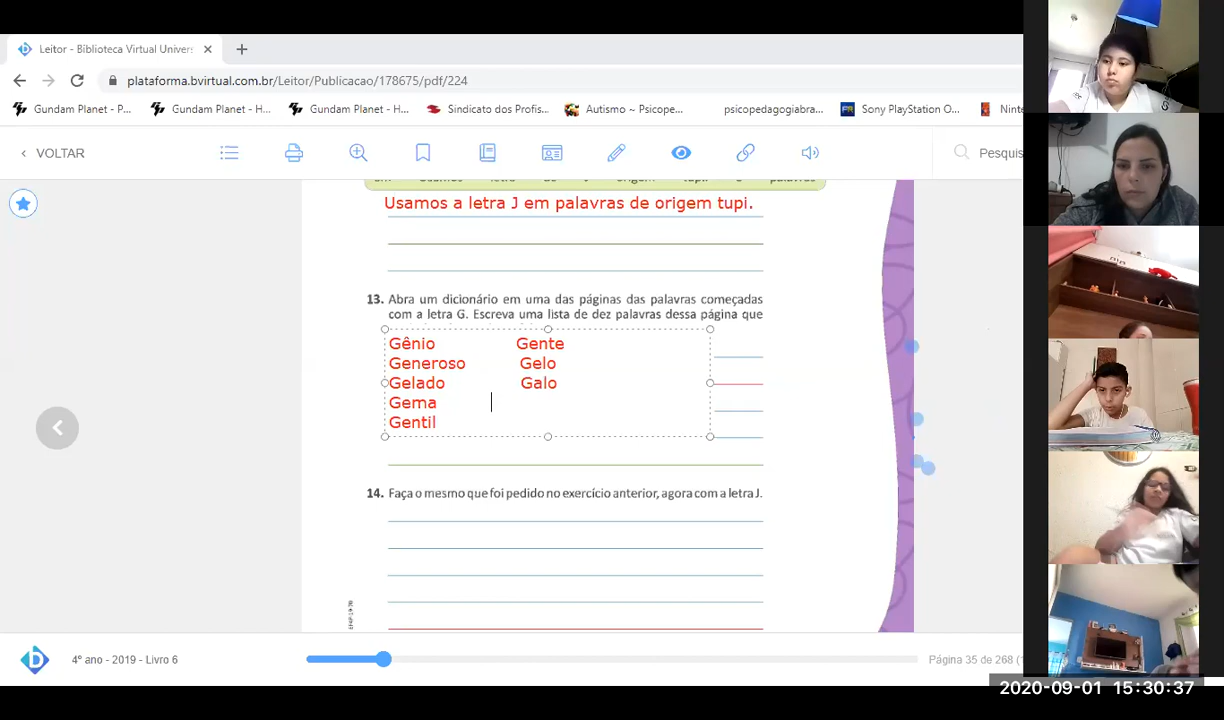 Leitor - Biblioteca Virtual Univers
plataforma.bvirtual.com.br/Leitor/Publicacao/178675/pdf/224
Gundam Planet - P... Gundam Planet - H... Gundam Planet - H... Sindicato dos Profis... Autismo ~ Psicope... psicopedagogiabra... Sony PlayStation O... Ninte
VOLTAR
Pesquis
Usamos a letra J em palavras de origem tupi.
13. Abra um dicionário em uma das páginas das palavras começadas
com a letra G. Escreva uma lista de dez palavras dessa página que
Gênio Gente
Generoso Gelo
Gelado Galo
Gema
Gentil
14. Faça o mesmo que foi pedido no exercício anterior, agora com a letra J.
4º ano - 2019 - Livro 6
Página 35 de 268 (1
2020-09-01 15:30:37